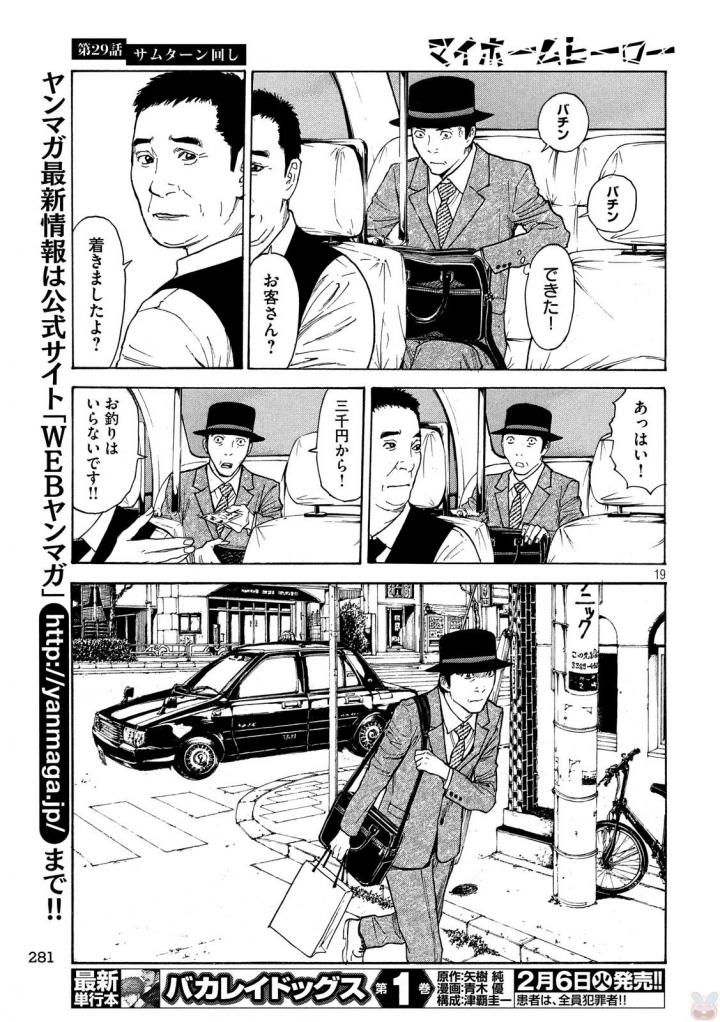 第29話
サムターン回し
マイホームヒーロー
パチン
パチン
できた！
お客さん？
着きましたよ？
あっはい！
三千円から！
お釣りは
いらないです!!
19
ニック
ヤンマガ最新情報は公式サイト「WEBヤンマガ」http://yanmaga.jp/まで!!
281
最新
単行本
バカレイドッグス
第1巻
原作：矢樹 純
漫画：青木 優
構成：津覇圭一
2月6日火発売!!
患者は、全員犯罪者!!